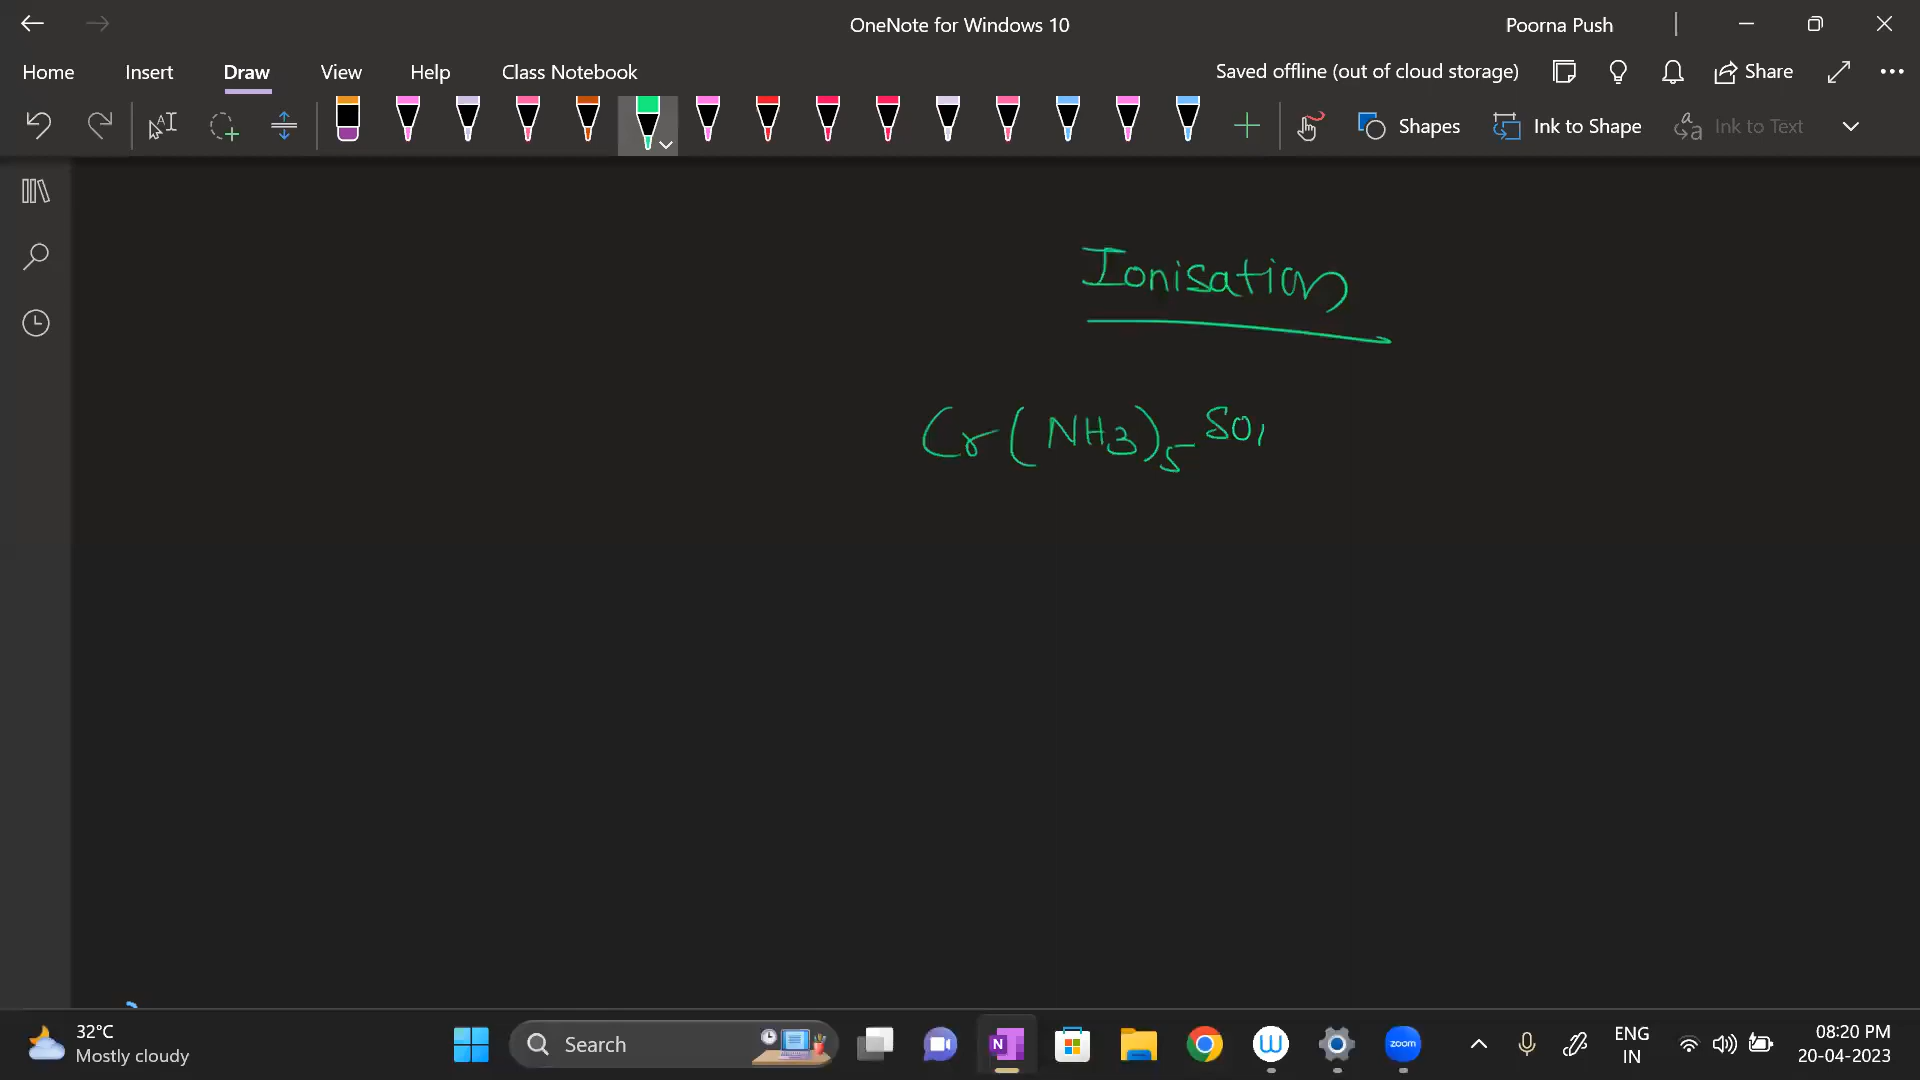 OneNote for Windows 10
Poorna Push
Home Insert Draw View Help Class Notebook
Saved offline (out of cloud storage)
Share
Shapes
Ink to Shape
Ink to Text
Ionisation
Cr(NH3)5 SO
32°C
Mostly cloudy
Search
zoom
ENG
IN
08:20 PM
20-04-2023